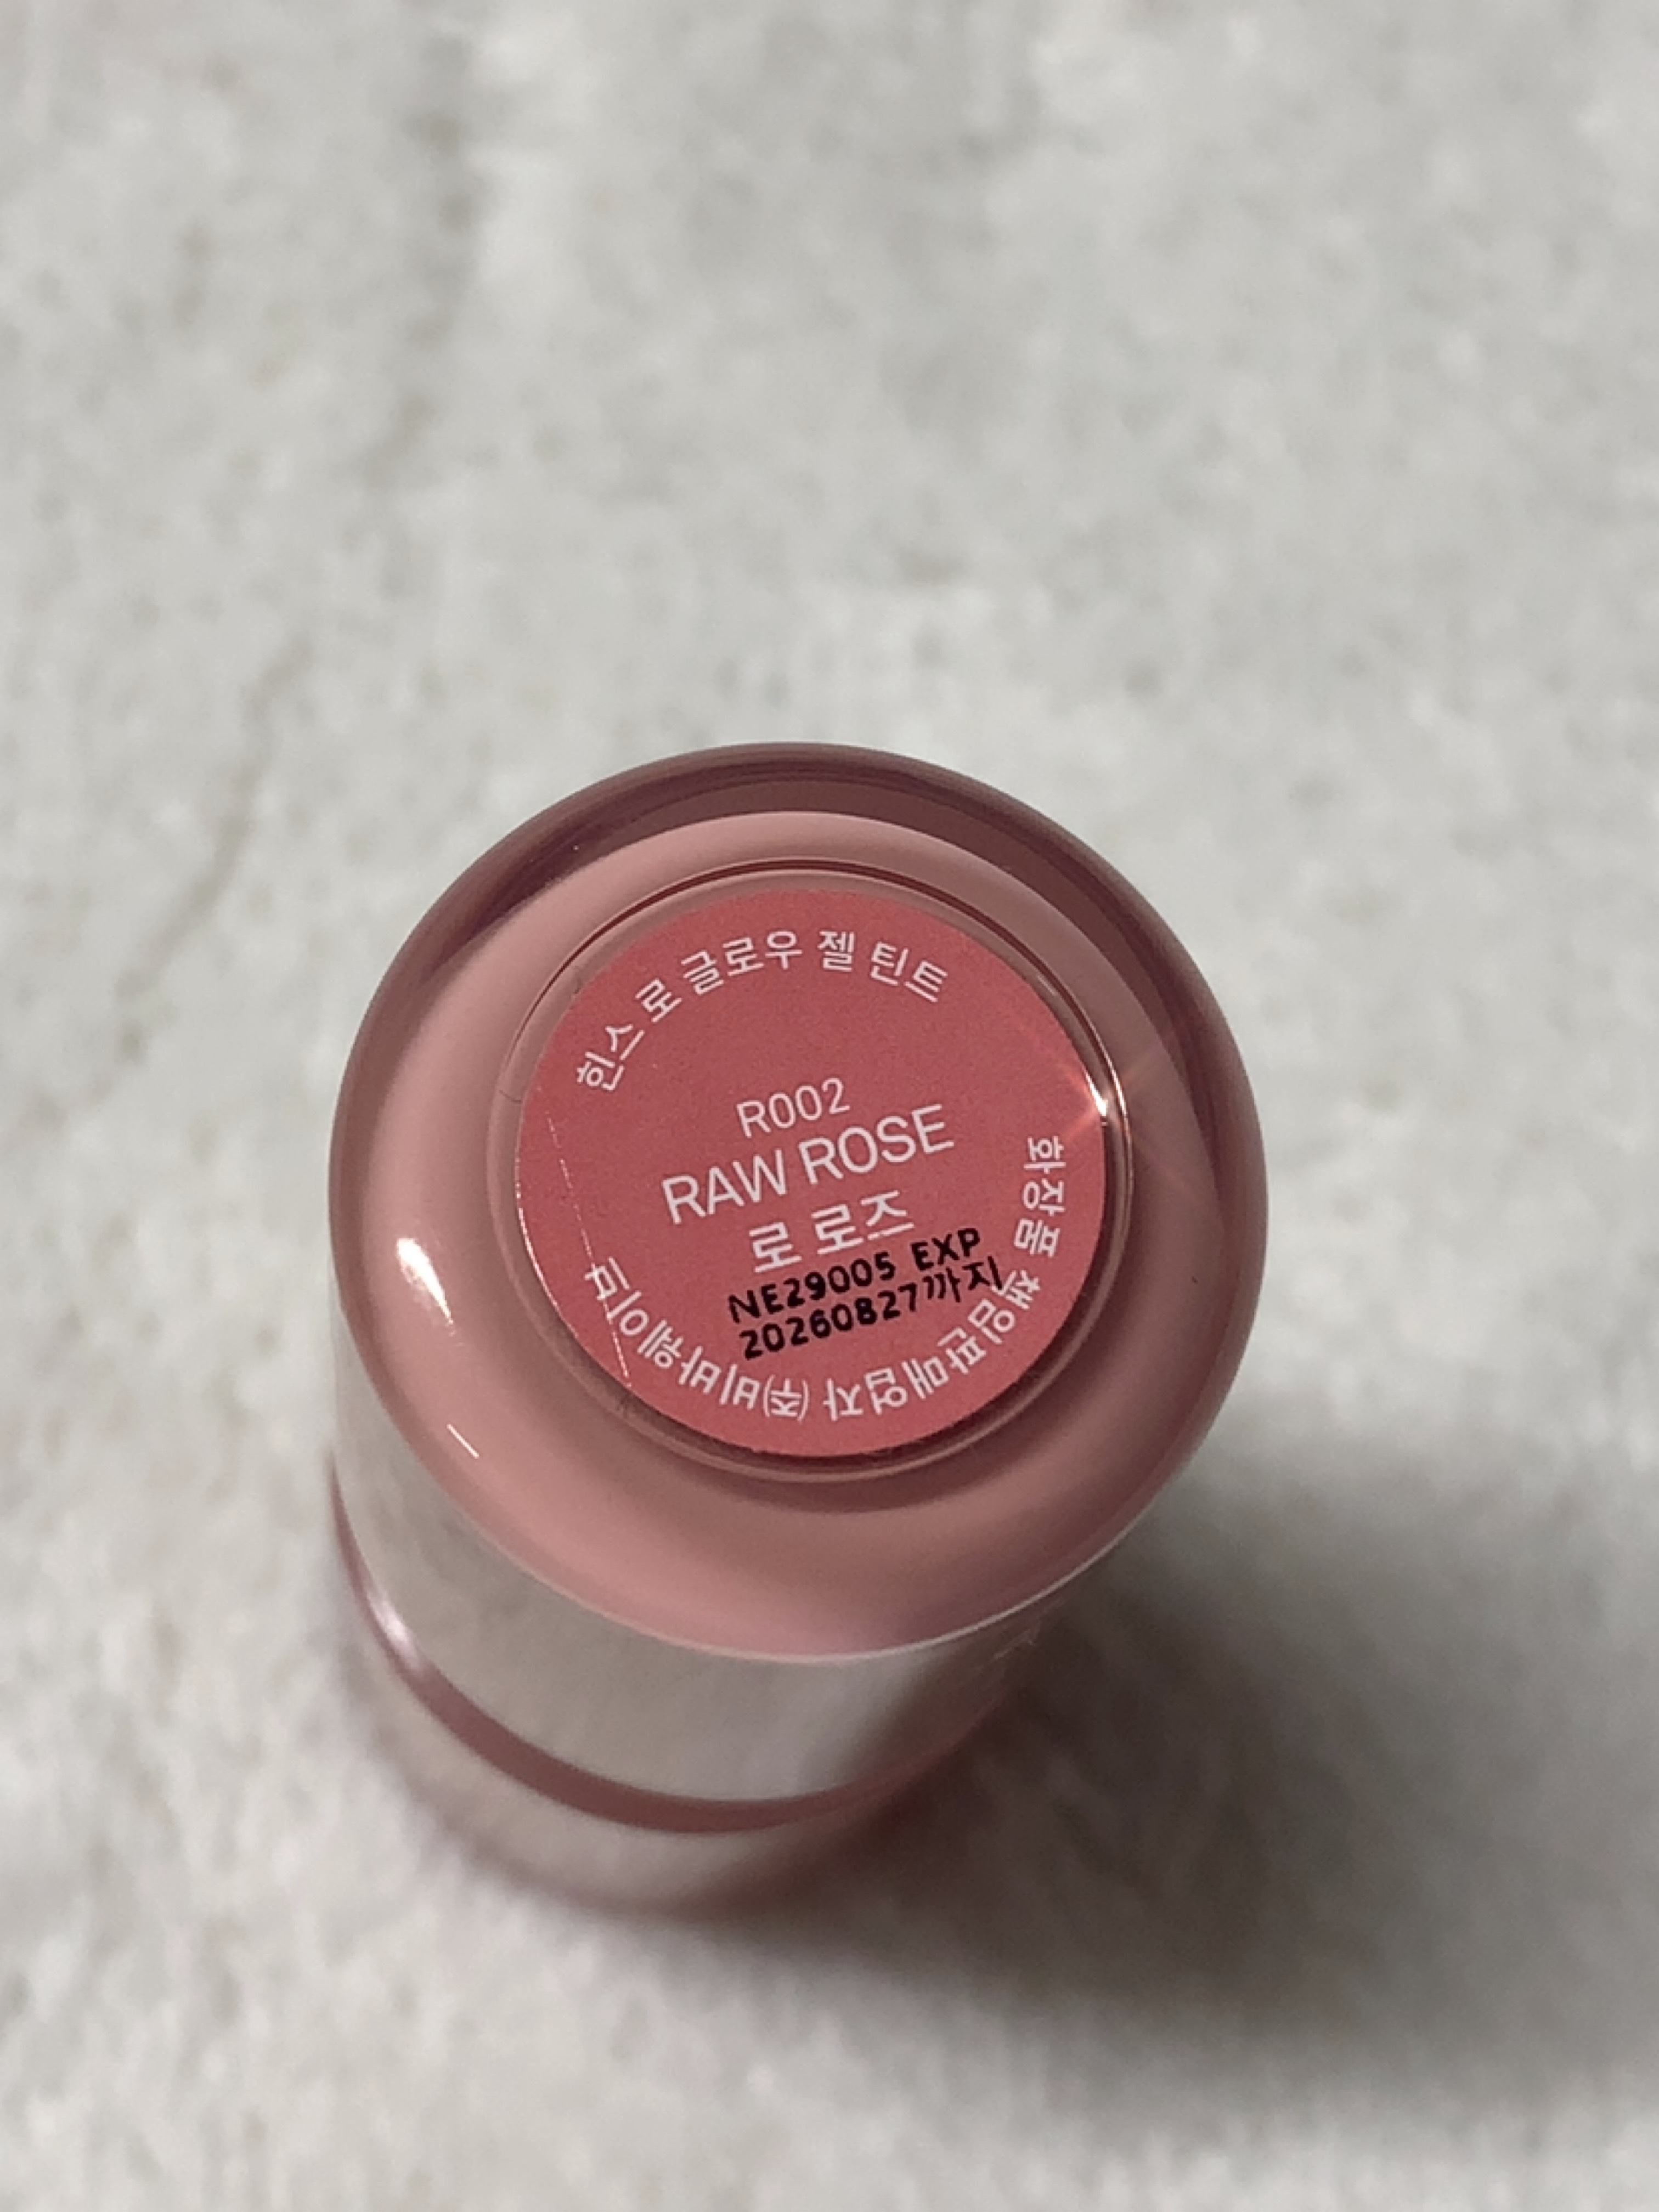 힌스 로 글로우 젤 틴트
R002
RAW ROSE
로 로즈
NE29005 EXP
20260827까지
화장품 책임판매업자 ㈜비바웨이브